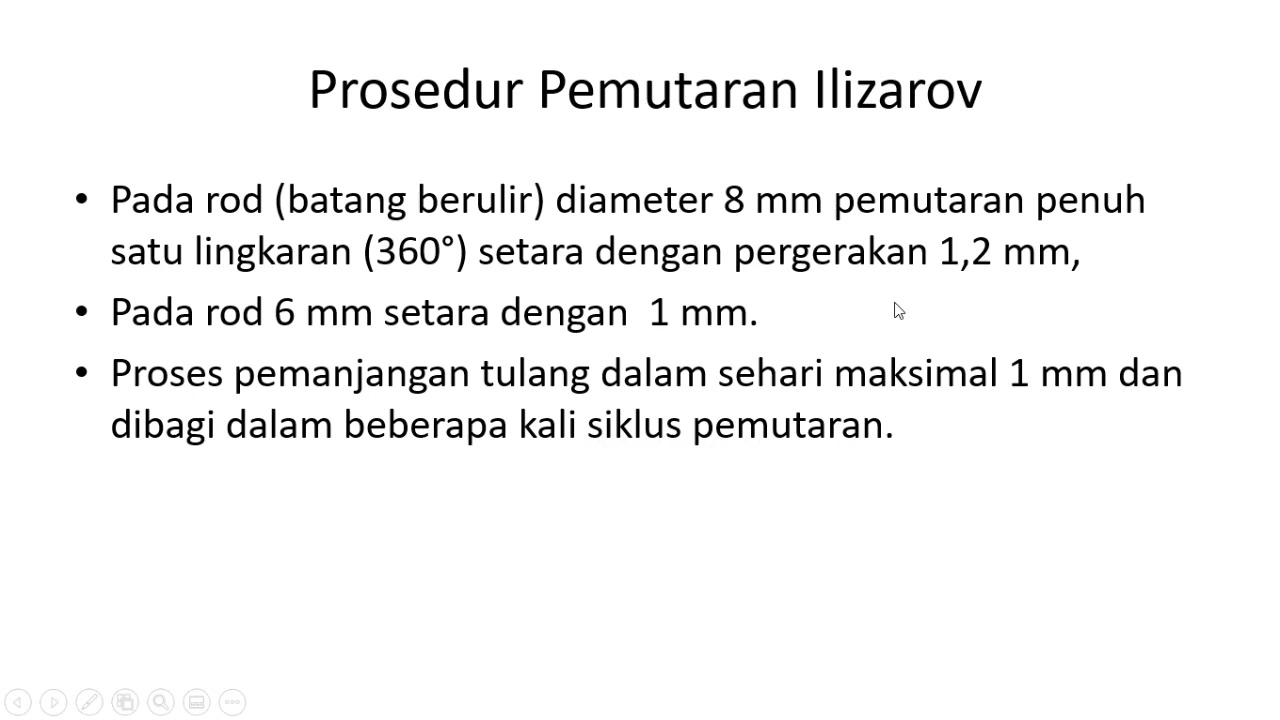 Prosedur Pemutaran Ilizarov
• Pada rod (batang berulir) diameter 8 mm pemutaran penuh
satu lingkaran (360°) setara dengan pergerakan 1,2 mm,
• Pada rod 6 mm setara dengan  1 mm.
• Proses pemanjangan tulang dalam sehari maksimal 1 mm dan
dibagi dalam beberapa kali siklus pemutaran.